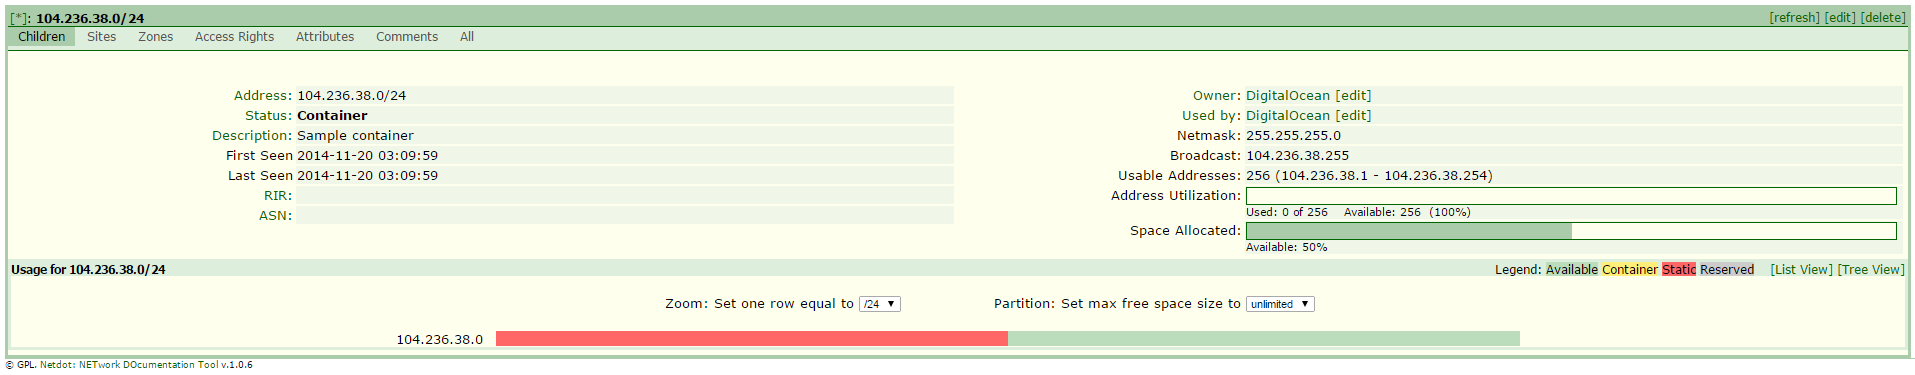 [*]: 104.236.38.0/24 [refresh] [edit] [delete]
Children Sites Zones Access Rights Attributes Comments All
Address: 104.236.38.0/24
Status: Container
Description: Sample container
First Seen 2014-11-20 03:09:59
Last Seen 2014-11-20 03:09:59
RIR:
ASN:
Owner: DigitalOcean [edit]
Used by: DigitalOcean [edit]
Netmask: 255.255.255.0
Broadcast: 104.236.38.255
Usable Addresses: 256 (104.236.38.1 - 104.236.38.254)
Address Utilization:
Used: 0 of 256 Available: 256 (100%)
Space Allocated:
Available: 50%
Usage for 104.236.38.0/24 Legend: Available Container Static Reserved [List View] [Tree View]
Zoom: Set one row equal to /24 ▼ Partition: Set max free space size to unlimited ▼
104.236.38.0
© GPL. Netdot: NETwork DOcumentation Tool v.1.0.6